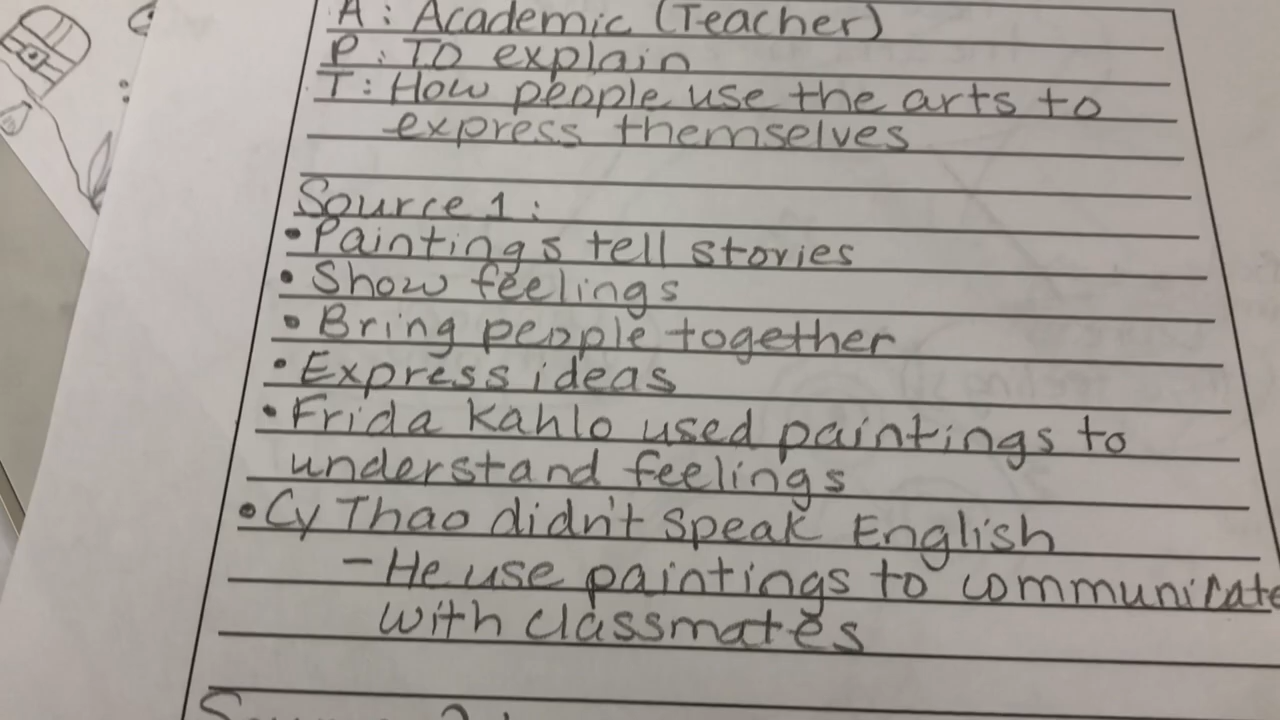 A: Academic (Teacher)
P: To explain
T: How people use the arts to
express themselves
Source 1:
• Paintings tell stories
• Show feelings
• Bring people together
• Express ideas
• Frida Kahlo used paintings to
understand feelings
• Cy Thao didn't speak English
- He use paintings to communicate
with classmates